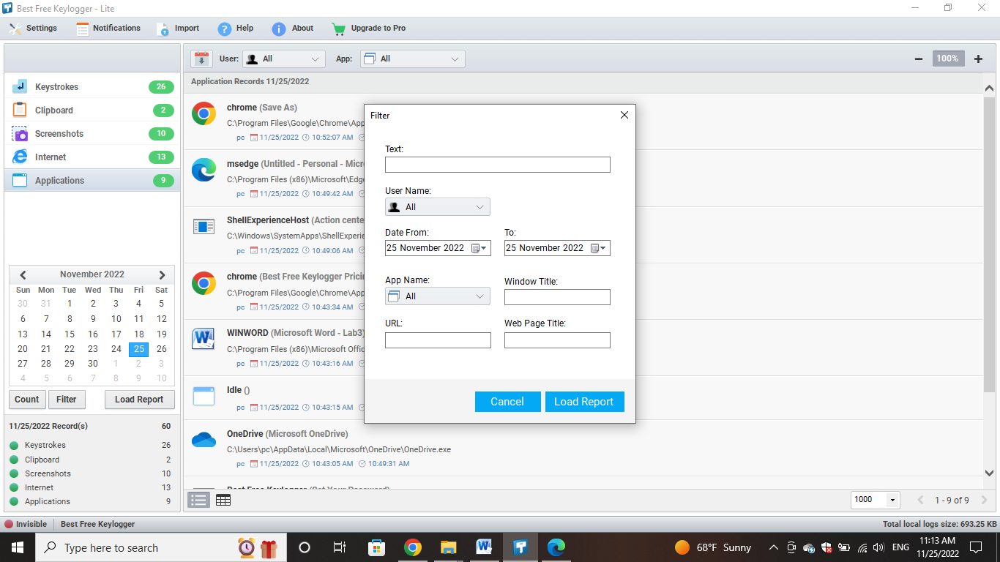 Best Free Keylogger - Lite
Settings Notifications Import Help About Upgrade to Pro
User: All App: All 100%
Keystrokes 26
Clipboard 2
Screenshots 10
Internet 13
Applications 9
November 2022
Sun Mon Tue Wed Thu Fri Sat
30 31 1 2 3 4 5
6 7 8 9 10 11 12
13 14 15 16 17 18 19
20 21 22 23 24 25 26
27 28 29 30 1 2 3
4 5 6 7 8 9 10
Count Filter Load Report
11/25/2022 Record(s) 60
Keystrokes 26
Clipboard 2
Screenshots 10
Internet 13
Applications 9
Application Records 11/25/2022
chrome (Save As)
C:\Program Files\Google\Chrome\App
pc 11/25/2022 10:52:07 AM
msedge (Untitled - Personal - Micr
C:\Program Files (x86)\Microsoft\Edge
pc 11/25/2022 10:49:42 AM
ShellExperienceHost (Action cente
C:\Windows\SystemApps\ShellExperie
pc 11/25/2022 10:49:06 AM
chrome (Best Free Keylogger Pricin
C:\Program Files\Google\Chrome\App
pc 11/25/2022 10:43:34 AM
WINWORD (Microsoft Word - Lab3)
C:\Program Files (x86)\Microsoft Offic
pc 11/25/2022 10:43:16 AM
Idle ()
pc 11/25/2022 10:43:15 AM
OneDrive (Microsoft OneDrive)
C:\Users\pc\AppData\Local\Microsoft\OneDrive\OneDrive.exe
pc 11/25/2022 10:43:05 AM 10:49:31 AM
Best Free Keylogger (Set Your Password)
Filter
Text:
User Name:
All
Date From: To:
25 November 2022 25 November 2022
App Name: Window Title:
All
URL: Web Page Title:
Cancel Load Report
1000 1 - 9 of 9
Invisible Best Free Keylogger Total local logs size: 693.25 KB
Type here to search 68°F Sunny ENG 11:13 AM
11/25/2022